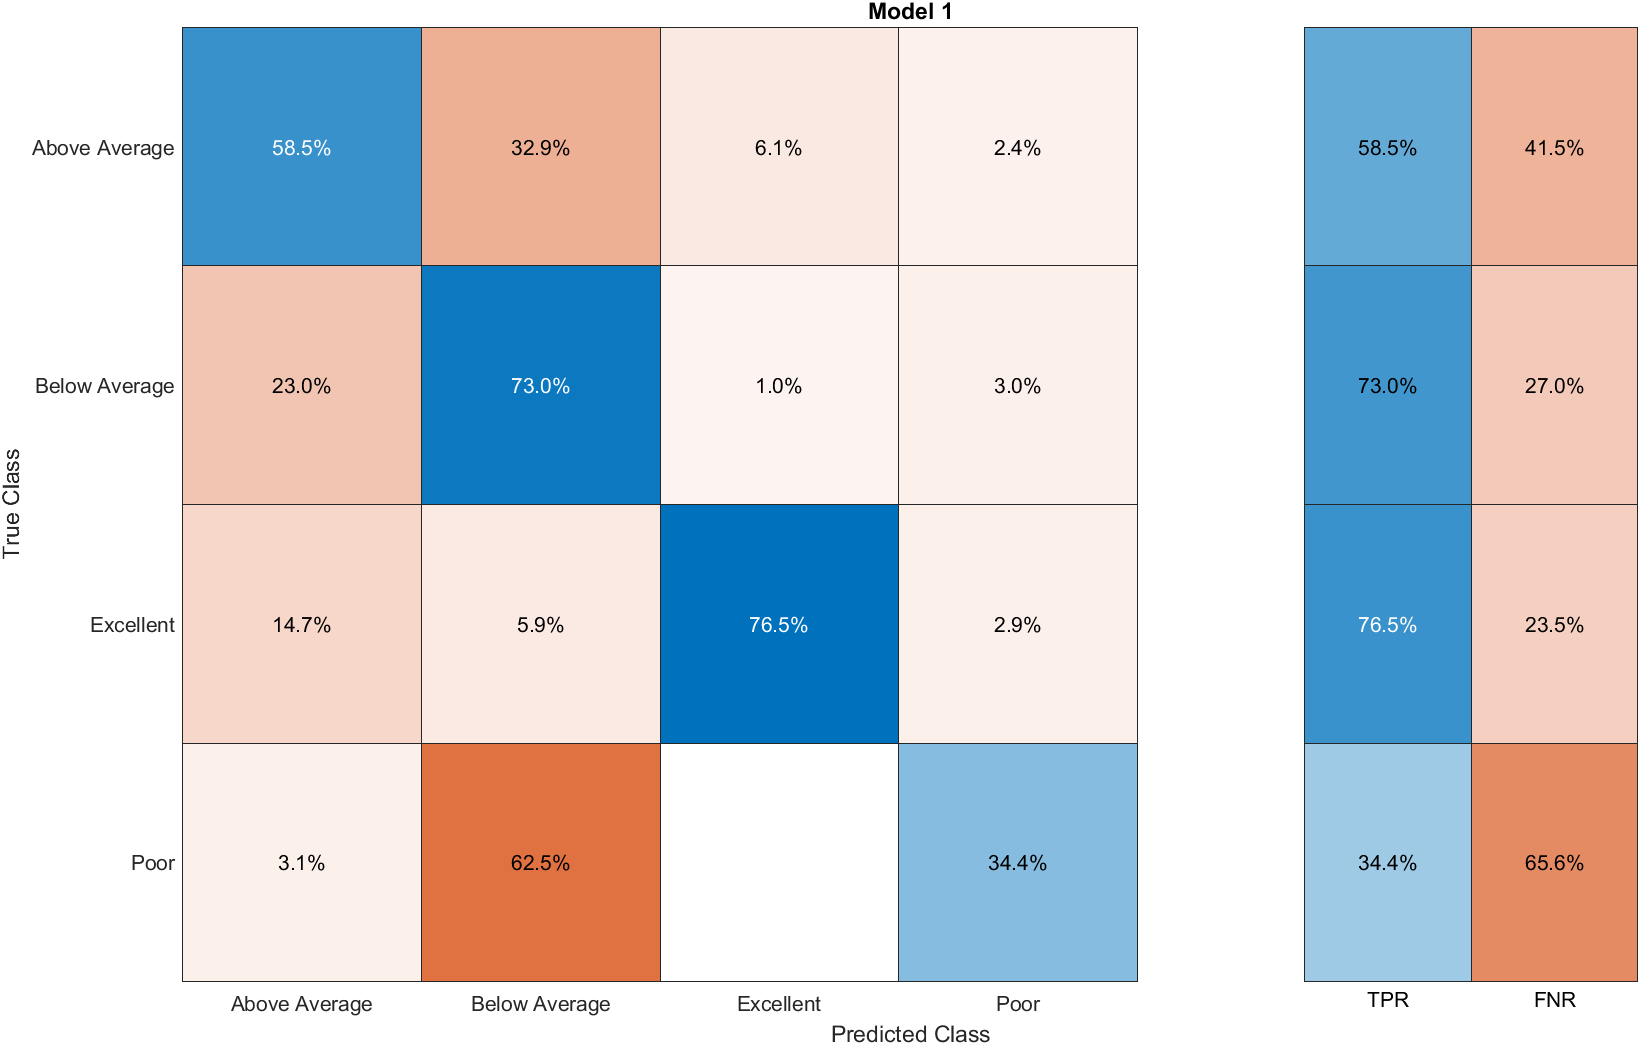 Model 1
Above Average 58.5% 32.9% 6.1% 2.4% 58.5% 41.5%
Below Average 23.0% 73.0% 1.0% 3.0% 73.0% 27.0%
True Class
Excellent 14.7% 5.9% 76.5% 2.9% 76.5% 23.5%
Poor 3.1% 62.5% 34.4% 34.4% 65.6%
Above Average Below Average Excellent Poor TPR FNR
Predicted Class